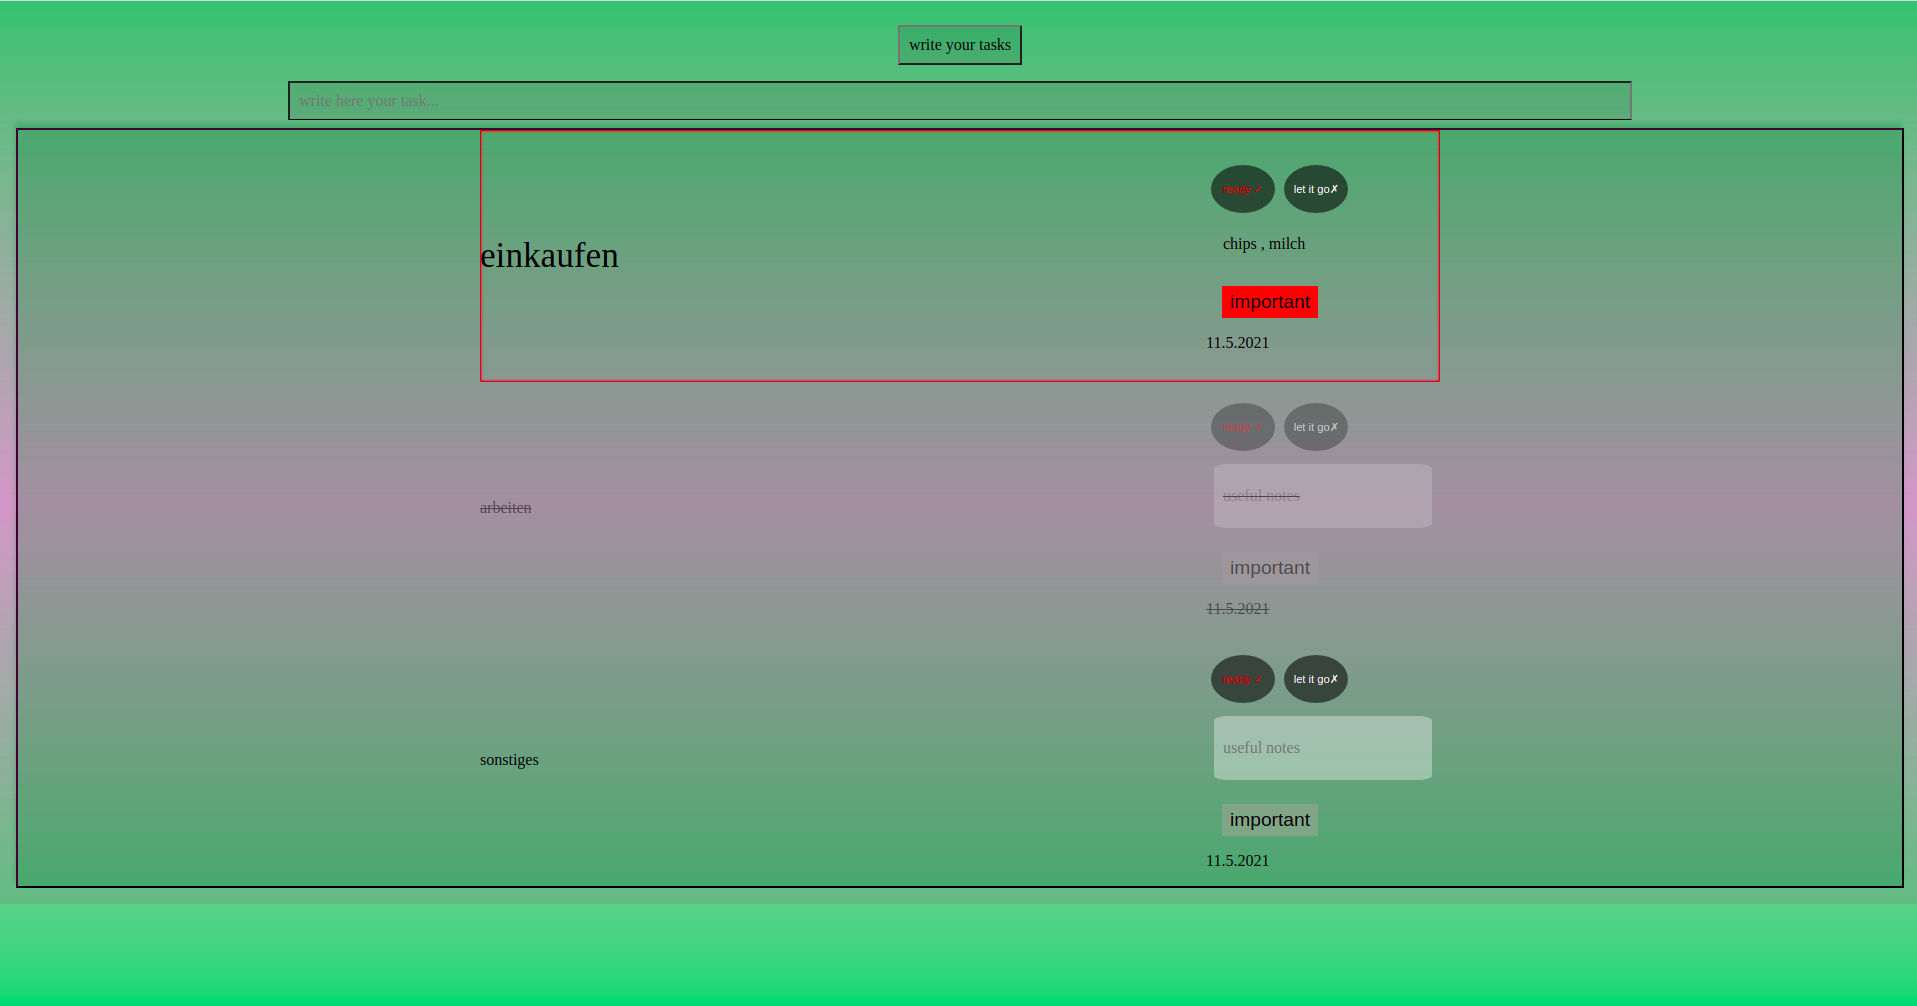 write your tasks
write here your task...
ready ✓ let it go✗
chips , milch
einkaufen
important
11.5.2021
ready ✓ let it go✗
useful notes
arbeiten
important
11.5.2021
ready ✓ let it go✗
useful notes
sonstiges
important
11.5.2021